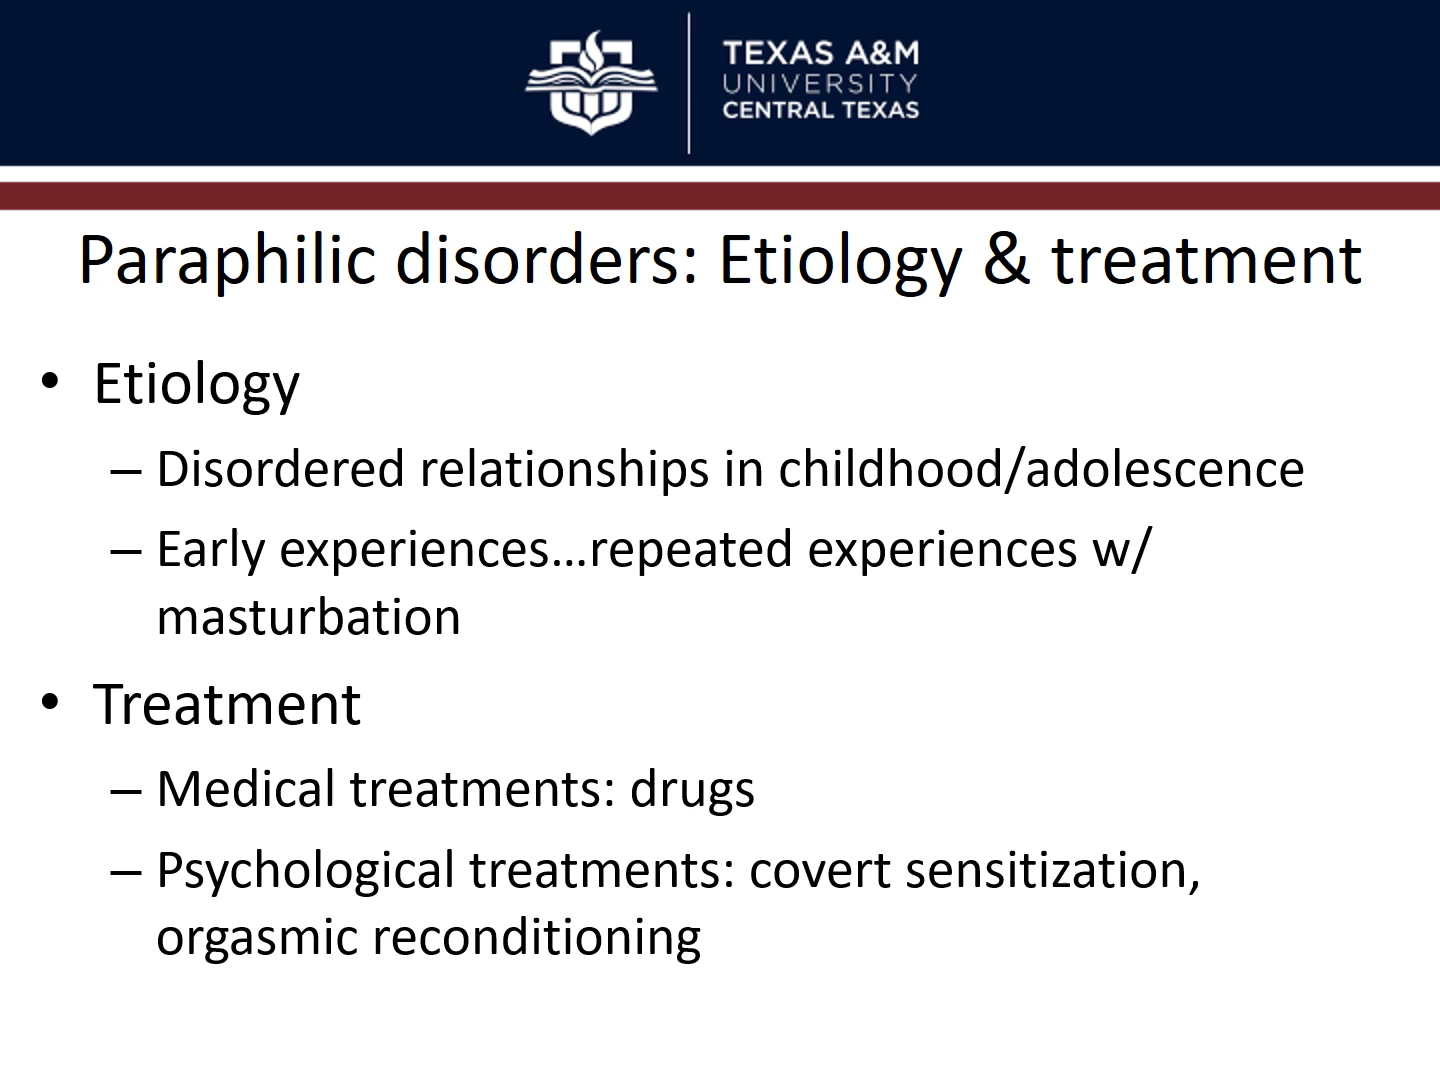 TEXAS A&M
UNIVERSITY
CENTRAL TEXAS
Paraphilic disorders: Etiology & treatment
• Etiology
– Disordered relationships in childhood/adolescence
– Early experiences…repeated experiences w/
masturbation
• Treatment
– Medical treatments: drugs
– Psychological treatments: covert sensitization,
orgasmic reconditioning